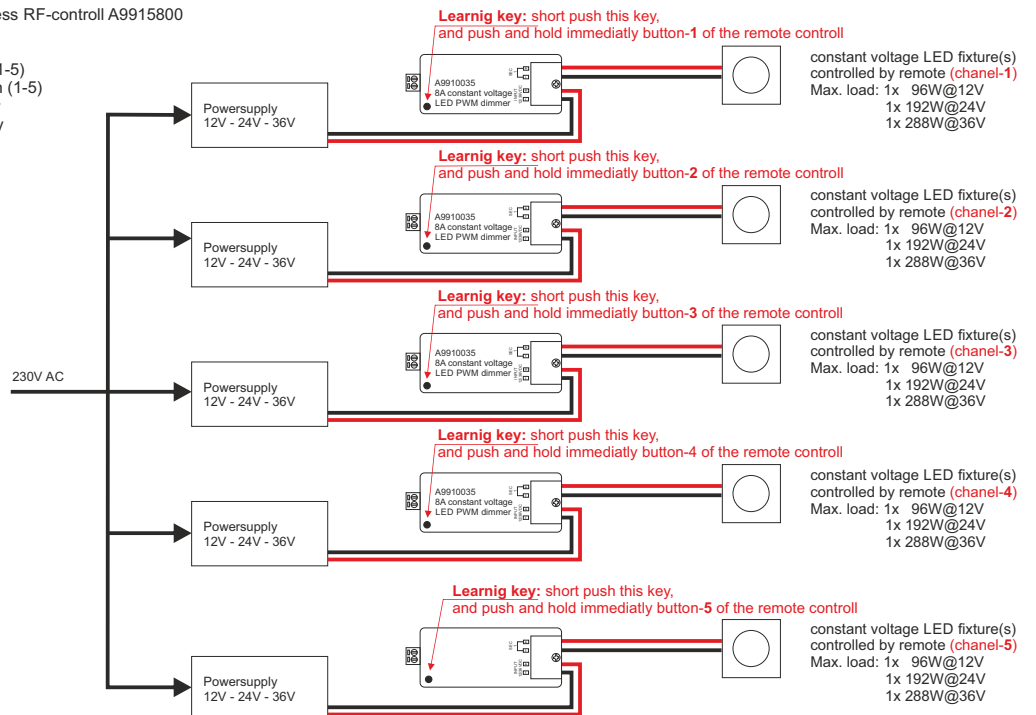 ess RF-controll A9915800
1-5)
n (1-5)
Learnig key: short push this key,
and push and hold immediatly button-1 of the remote controll
A9910035
8A constant voltage
LED PWM dimmer
SEC
INPUT
Powersupply
12V - 24V - 36V
constant voltage LED fixture(s)
controlled by remote (chanel-1)
Max. load: 1x 96W@12V
1x 192W@24V
1x 288W@36V
Learnig key: short push this key,
and push and hold immediatly button-2 of the remote controll
A9910035
8A constant voltage
LED PWM dimmer
SEC
INPUT
Powersupply
12V - 24V - 36V
constant voltage LED fixture(s)
controlled by remote (chanel-2)
Max. load: 1x 96W@12V
1x 192W@24V
1x 288W@36V
Learnig key: short push this key,
and push and hold immediatly button-3 of the remote controll
A9910035
8A constant voltage
LED PWM dimmer
SEC
INPUT
230V AC
Powersupply
12V - 24V - 36V
constant voltage LED fixture(s)
controlled by remote (chanel-3)
Max. load: 1x 96W@12V
1x 192W@24V
1x 288W@36V
Learnig key: short push this key,
and push and hold immediatly button-4 of the remote controll
A9910035
8A constant voltage
LED PWM dimmer
SEC
INPUT
Powersupply
12V - 24V - 36V
constant voltage LED fixture(s)
controlled by remote (chanel-4)
Max. load: 1x 96W@12V
1x 192W@24V
1x 288W@36V
Learnig key: short push this key,
and push and hold immediatly button-5 of the remote controll
SEC
INPUT
Powersupply
12V - 24V - 36V
constant voltage LED fixture(s)
controlled by remote (chanel-5)
Max. load: 1x 96W@12V
1x 192W@24V
1x 288W@36V